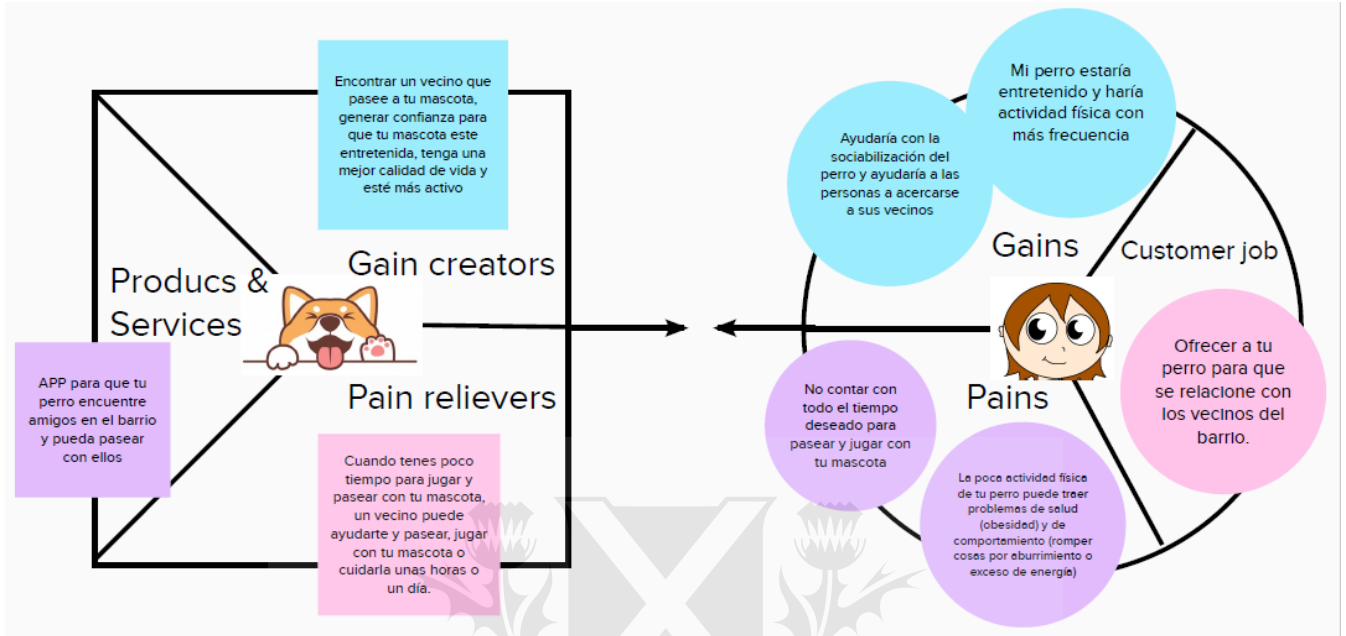 Encontrar un vecino que
pasee a tu mascota,
generar confianza para
que tu mascota este
entretenida, tenga una
mejor calidad de vida y
esté más activo
Gain creators
Producs &
Services
APP para que tu
perro encuentre
amigos en el barrio
y pueda pasear
con ellos
Pain relievers
Cuando tenes poco
tiempo para jugar y
pasear con tu mascota,
un vecino puede
ayudarte y pasear, jugar
con tu mascota o
cuidarla unas horas o
un día.
Mi perro estaría
entretenido y haría
actividad física con
más frecuencia
Ayudaría con la
sociabilización del
perro y ayudaría a las
personas a acercarse
a sus vecinos
Gains
Customer job
Ofrecer a tu
perro para que
se relacione con
los vecinos del
barrio.
Pains
No contar con
todo el tiempo
deseado para
pasear y jugar con
tu mascota
La poca actividad física
de tu perro puede traer
problemas de salud
(obesidad) y de
comportamiento (romper
cosas por aburrimiento o
exceso de energía)